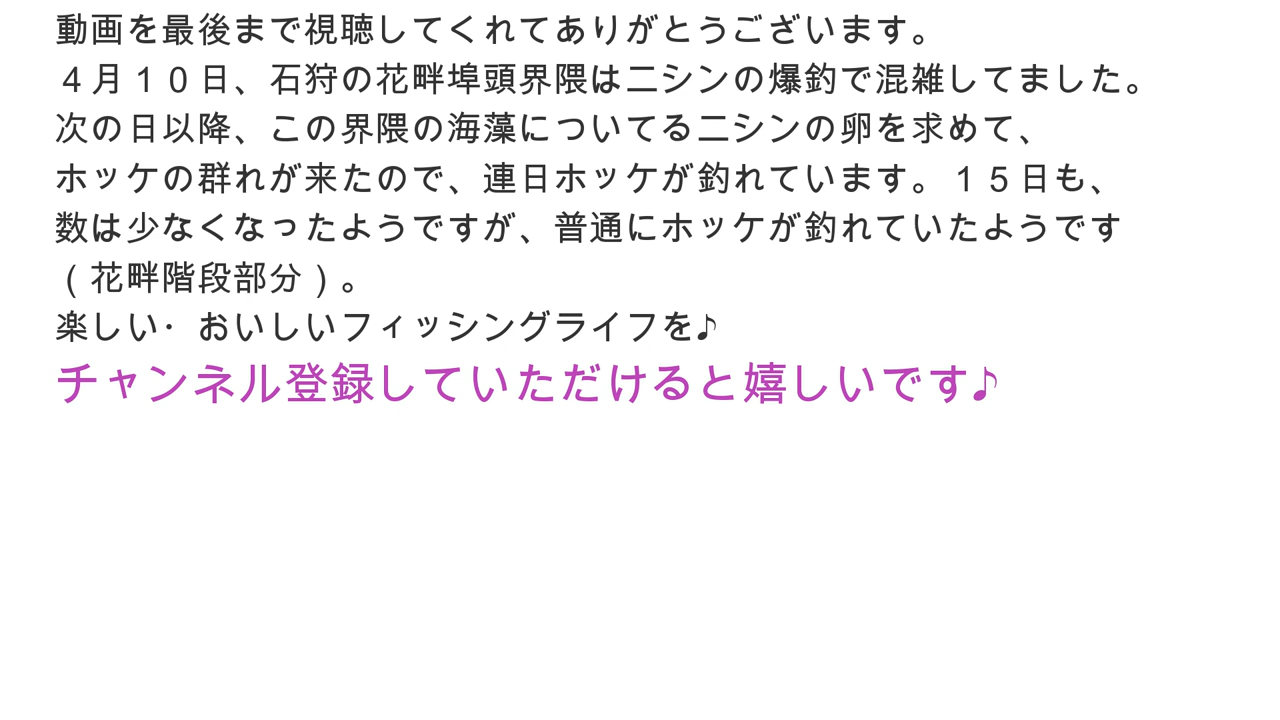 動画を最後まで視聴してくれてありがとうございます。
４月１０日、石狩の花畔埠頭界隈はニシンの爆釣で混雑してました。
次の日以降、この界隈の海藻についてるニシンの卵を求めて、
ホッケの群れが来たので、連日ホッケが釣れています。１５日も、
数は少なくなったようですが、普通にホッケが釣れていたようです
（花畔階段部分）。
楽しい・おいしいフィッシングライフを♪
チャンネル登録していただけると嬉しいです♪